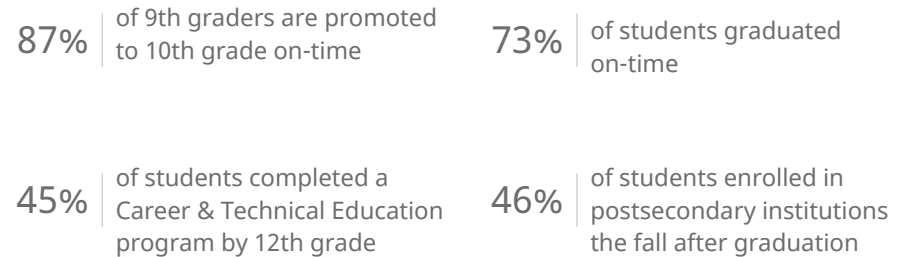 87%
of 9th graders are promoted
to 10th grade on-time
73%
of students graduated
on-time
45%
of students completed a
Career & Technical Education
program by 12th grade
46%
of students enrolled in
postsecondary institutions
the fall after graduation